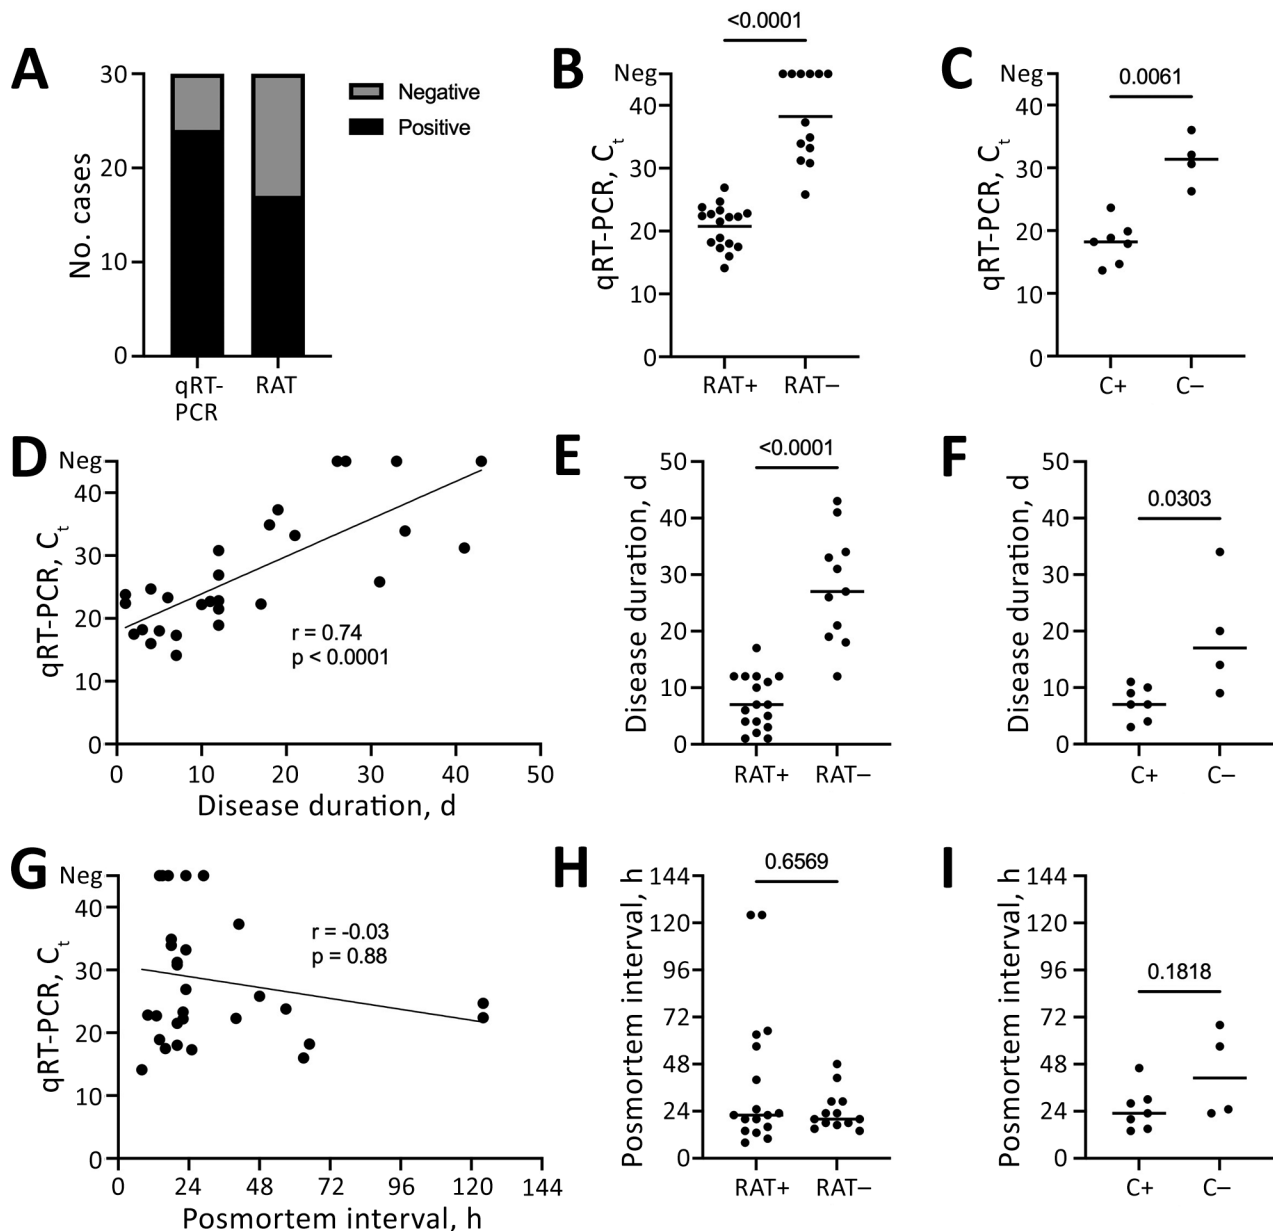 A
30
20
10
0
No. cases
qRT-
PCR
RAT
Negative
Positive
B
<0.0001
Neg
40
30
20
10
0
qRT-PCR, Ct
RAT+
RAT–
C
0.0061
Neg
40
30
20
10
0
qRT-PCR, Ct
C+
C–
D
Neg
40
30
20
10
0
qRT-PCR, Ct
r = 0.74
p < 0.0001
0 10 20 30 40 50
Disease duration, d
E
<0.0001
50
40
30
20
10
0
Disease duration, d
RAT+
RAT–
F
0.0303
50
40
30
20
10
0
Disease duration, d
C+
C–
G
Neg
40
30
20
10
0
qRT-PCR, Ct
r = -0.03
p = 0.88
0 24 48 72 96 120 144
Posmortem interval, h
H
0.6569
144
120
96
72
48
24
0
Posmortem interval, h
RAT+
RAT–
I
0.1818
144
120
96
72
48
24
0
Posmortem interval, h
C+
C–